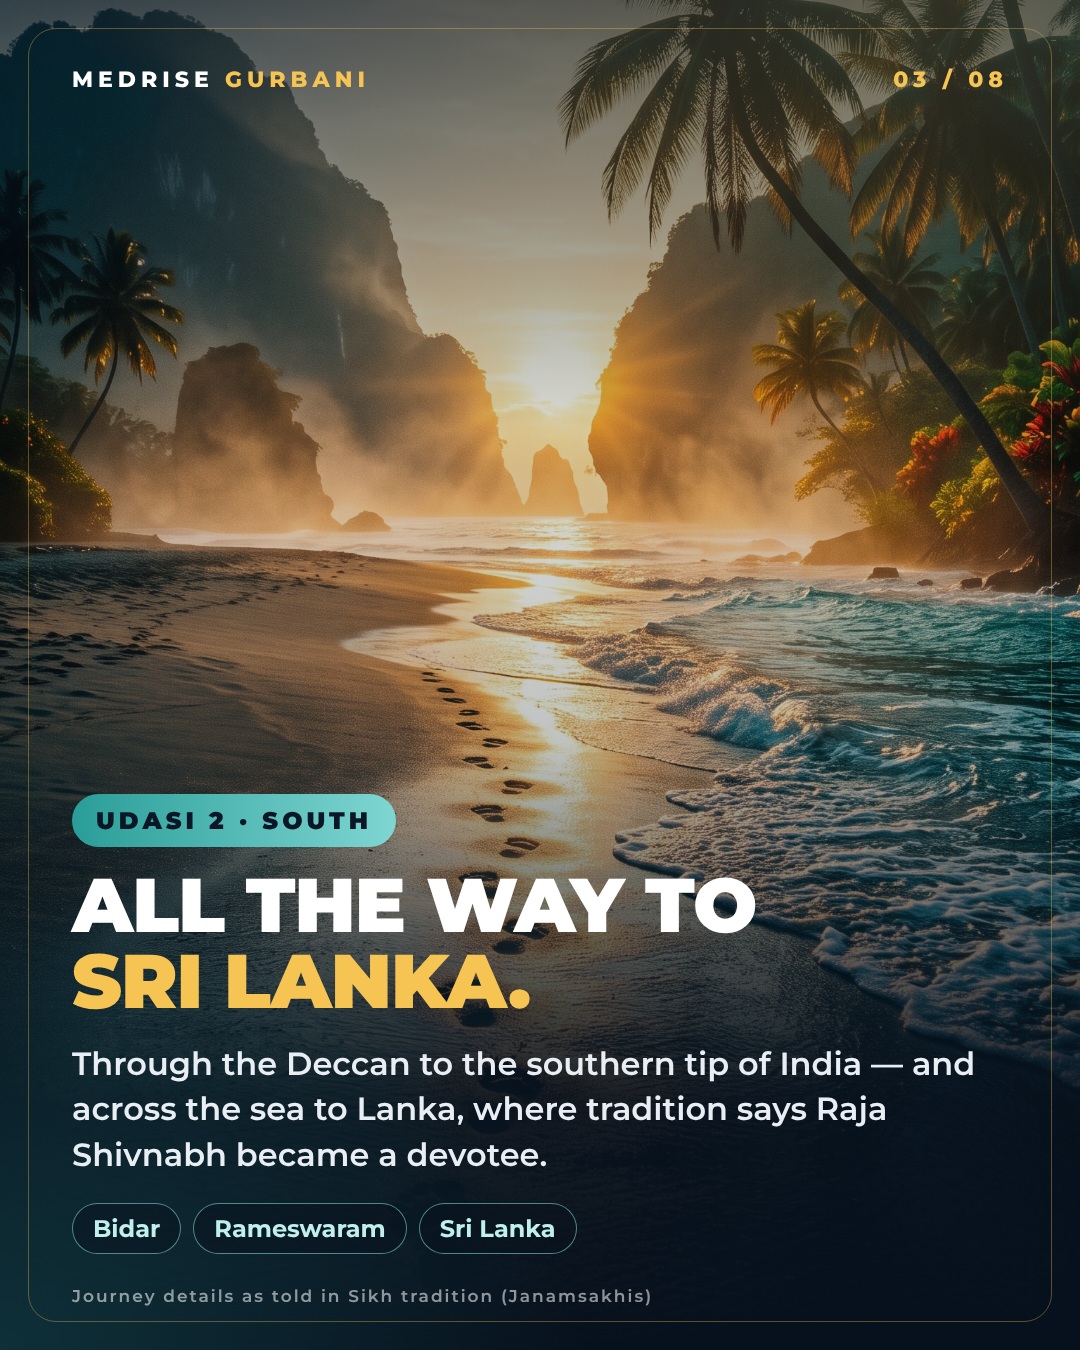 MEDRISE GURBANI
03 / 08
UDASI 2 · SOUTH
ALL THE WAY TO
SRI LANKA.
Through the Deccan to the southern tip of India — and
across the sea to Lanka, where tradition says Raja
Shivnabh became a devotee.
Bidar
Rameswaram
Sri Lanka
Journey details as told in Sikh tradition (Janamsakhis)